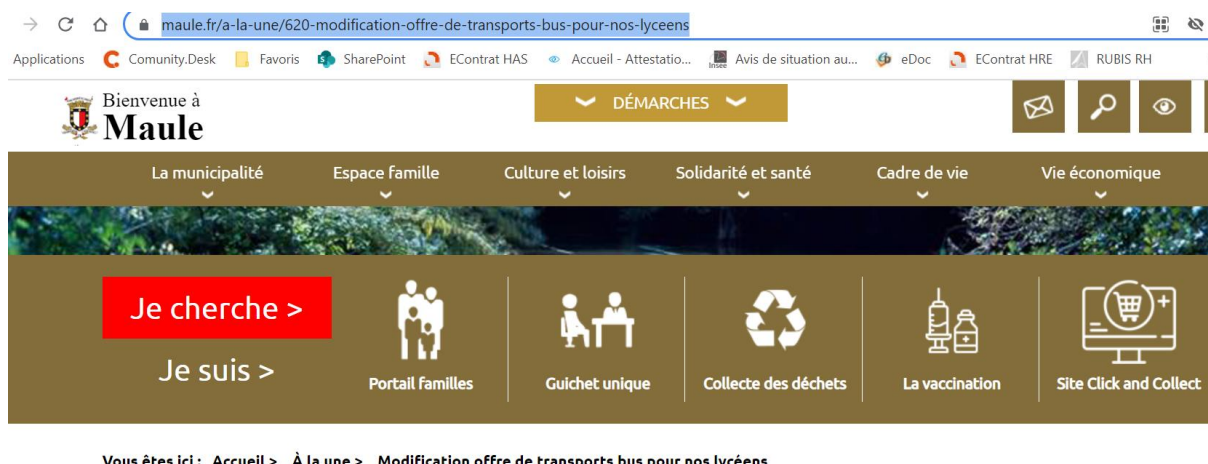 maule.fr/a-la-une/620-modification-offre-de-transports-bus-pour-nos-lyceens
Applications Comunity.Desk Favoris SharePoint EContrat HAS Accueil - Attestatio... Insee Avis de situation au... eDoc EContrat HRE RUBIS RH
Bienvenue à
Maule
DÉMARCHES
La municipalité Espace famille Culture et loisirs Solidarité et santé Cadre de vie Vie économique
Je cherche >
Je suis >
Portail familles Guichet unique Collecte des déchets La vaccination Site Click and Collect
Vous êtes ici : Accueil > À la une > Modification offre de transports bus pour nos lycéens